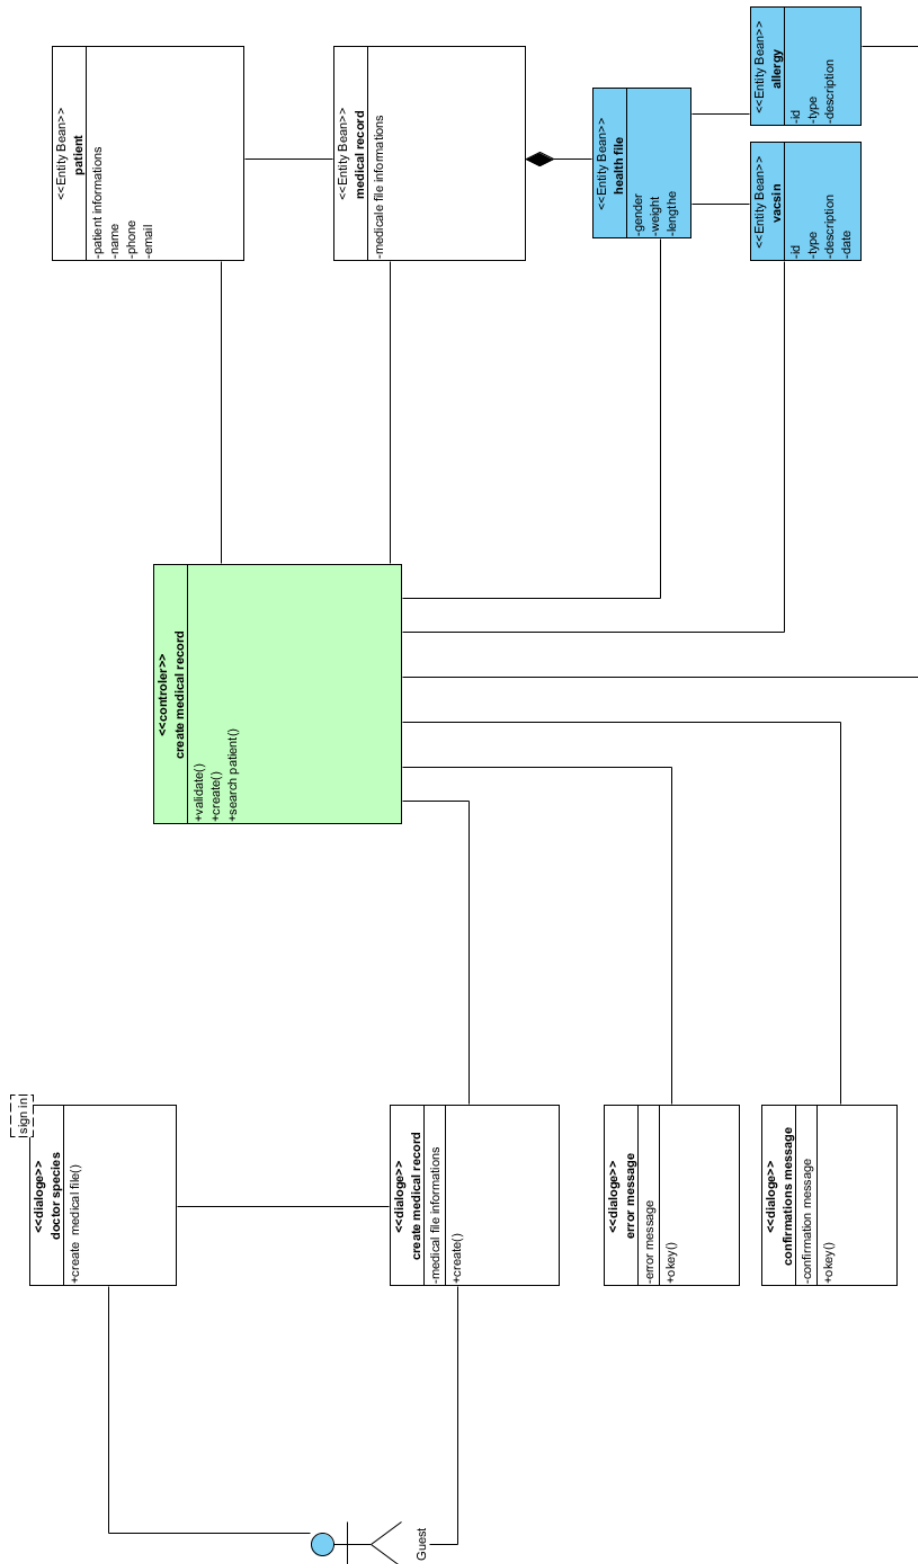 sign in
<<dialoge>>
doctor species
+create medical file()
<<dialoge>>
create medical record
-medical file informations
+create()
<<dialoge>>
error message
-error message
+okey()
<<dialoge>>
confirmations message
-confirmation message
+okey()
Guest
<<controler>>
create medical record
+validate()
+create()
+search patient()
<<Entity Bean>>
patient
-patient informations
-name
-phone
-email
<<Entity Bean>>
medical record
-medicale file informations
<<Entity Bean>>
health file
-gender
-weight
-lengthe
<<Entity Bean>>
vacsin
-id
-type
-description
-date
<<Entity Bean>>
allergy
-id
-type
-description